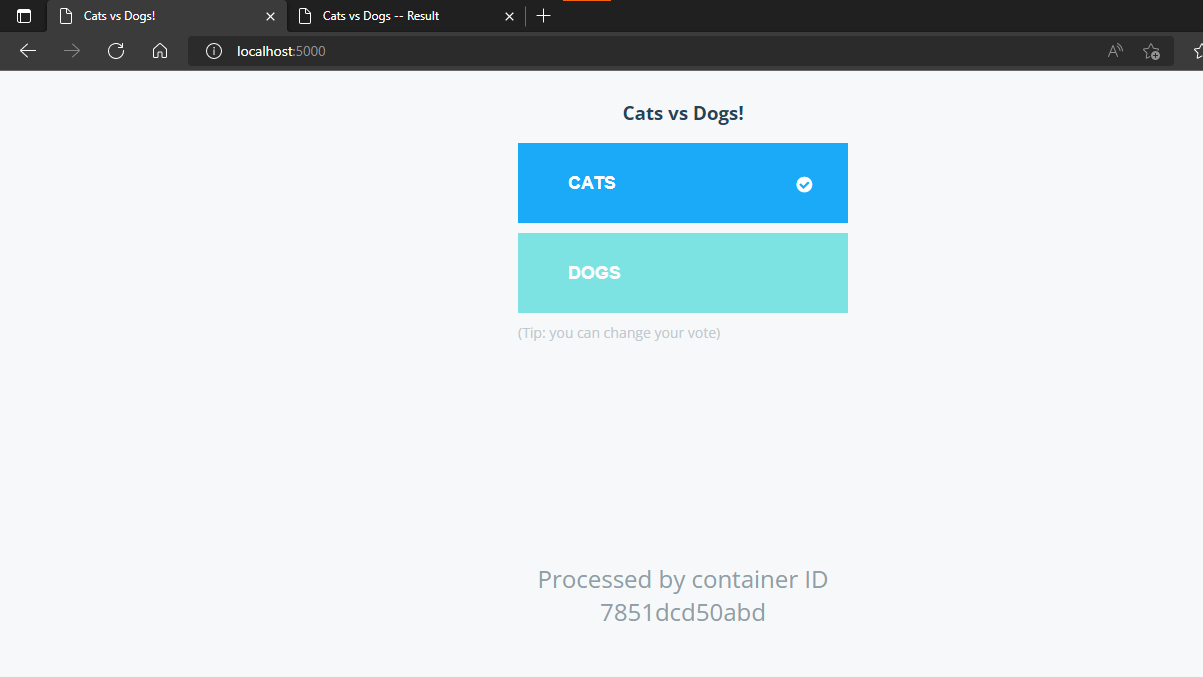 Cats vs Dogs!
Cats vs Dogs -- Result
localhost:5000
Cats vs Dogs!
CATS
DOGS
(Tip: you can change your vote)
Processed by container ID
7851dcd50abd